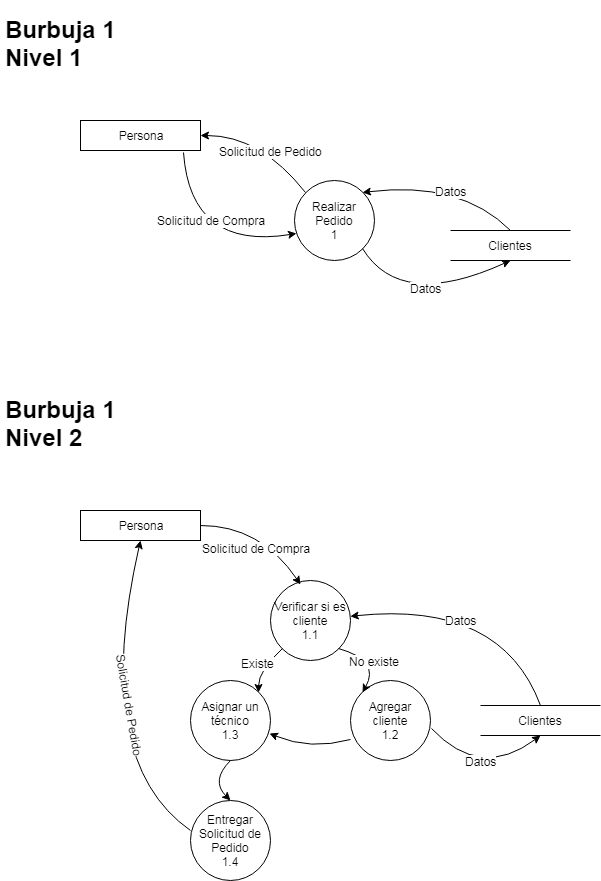 Burbuja 1
Nivel 1
Persona
Solicitud de Pedido
Datos
Realizar
Pedido
1
Solicitud de Compra
Clientes
Datos
Burbuja 1
Nivel 2
Persona
Solicitud de Compra
Verificar si es
cliente
1.1
Datos
Existe
No existe
Solicitud de Pedido
Asignar un
técnico
1.3
Agregar
cliente
1.2
Clientes
Datos
Entregar
Solicitud de
Pedido
1.4